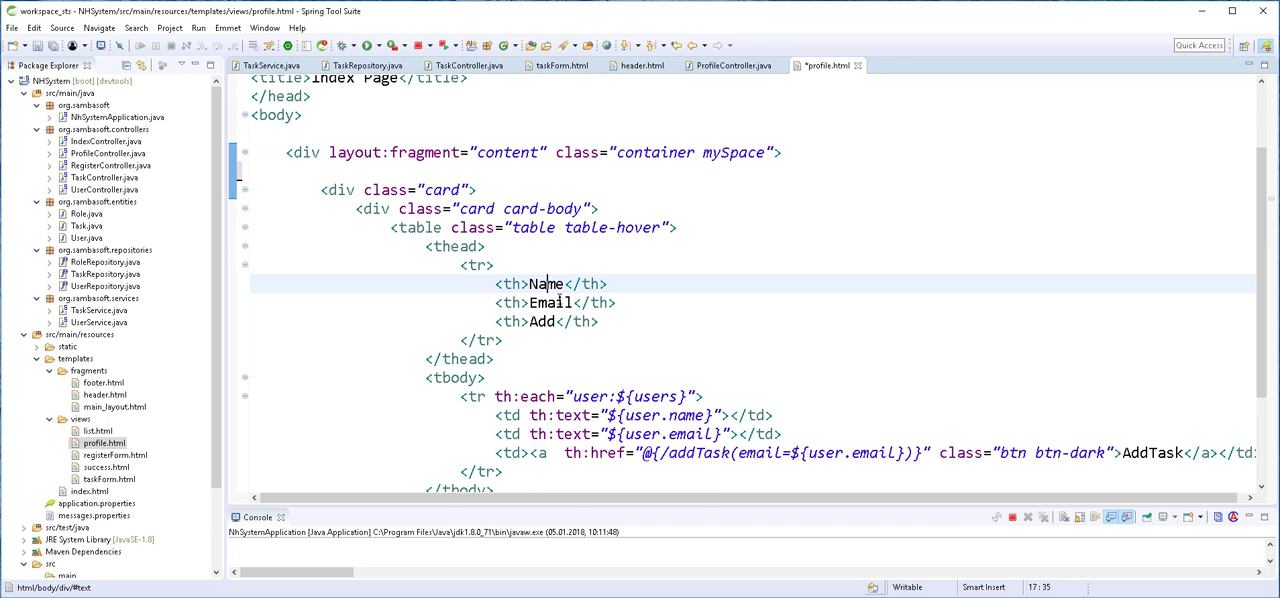 workspace_sts - NHSystem/src/main/resources/templates/views/profile.html - Spring Tool Suite
File Edit Source Navigate Search Project Run Emmet Window Help
Quick Access
Package Explorer
TaskService.java TaskRepository.java TaskController.java taskForm.html header.html ProfileController.java *profile.html
NHSystem [boot] [devtools]
src/main/java
org.sambasoft
NhSystemApplication.java
org.sambasoft.controllers
IndexController.java
ProfileController.java
RegisterController.java
TaskController.java
UserController.java
org.sambasoft.entities
Role.java
Task.java
User.java
org.sambasoft.repositories
RoleRepository.java
TaskRepository.java
UserRepository.java
org.sambasoft.services
TaskService.java
UserService.java
src/main/resources
static
templates
fragments
footer.html
header.html
main_layout.html
views
list.html
profile.html
registerForm.html
success.html
taskForm.html
index.html
application.properties
messages.properties
src/test/java
JRE System Library [JavaSE-1.8]
Maven Dependencies
src
main
<title>Index Page</title>
</head>
<body>
<div layout:fragment="content" class="container mySpace">
<div class="card">
<div class="card card-body">
<table class="table table-hover">
<thead>
<tr>
<th>Name</th>
<th>Email</th>
<th>Add</th>
</tr>
</thead>
<tbody>
<tr th:each="user:${users}">
<td th:text="${user.name}"></td>
<td th:text="${user.email}"></td>
<td><a  th:href="@{/addTask(email=${user.email})}" class="btn btn-dark">AddTask</a></td>
</tr>
</tbody>
Console
NhSystemApplication [Java Application] C:\Program Files\Java\jdk1.8.0_71\bin\javaw.exe (05.01.2018, 10:11:48)
html/body/div/#text Writable Smart Insert 17 : 35